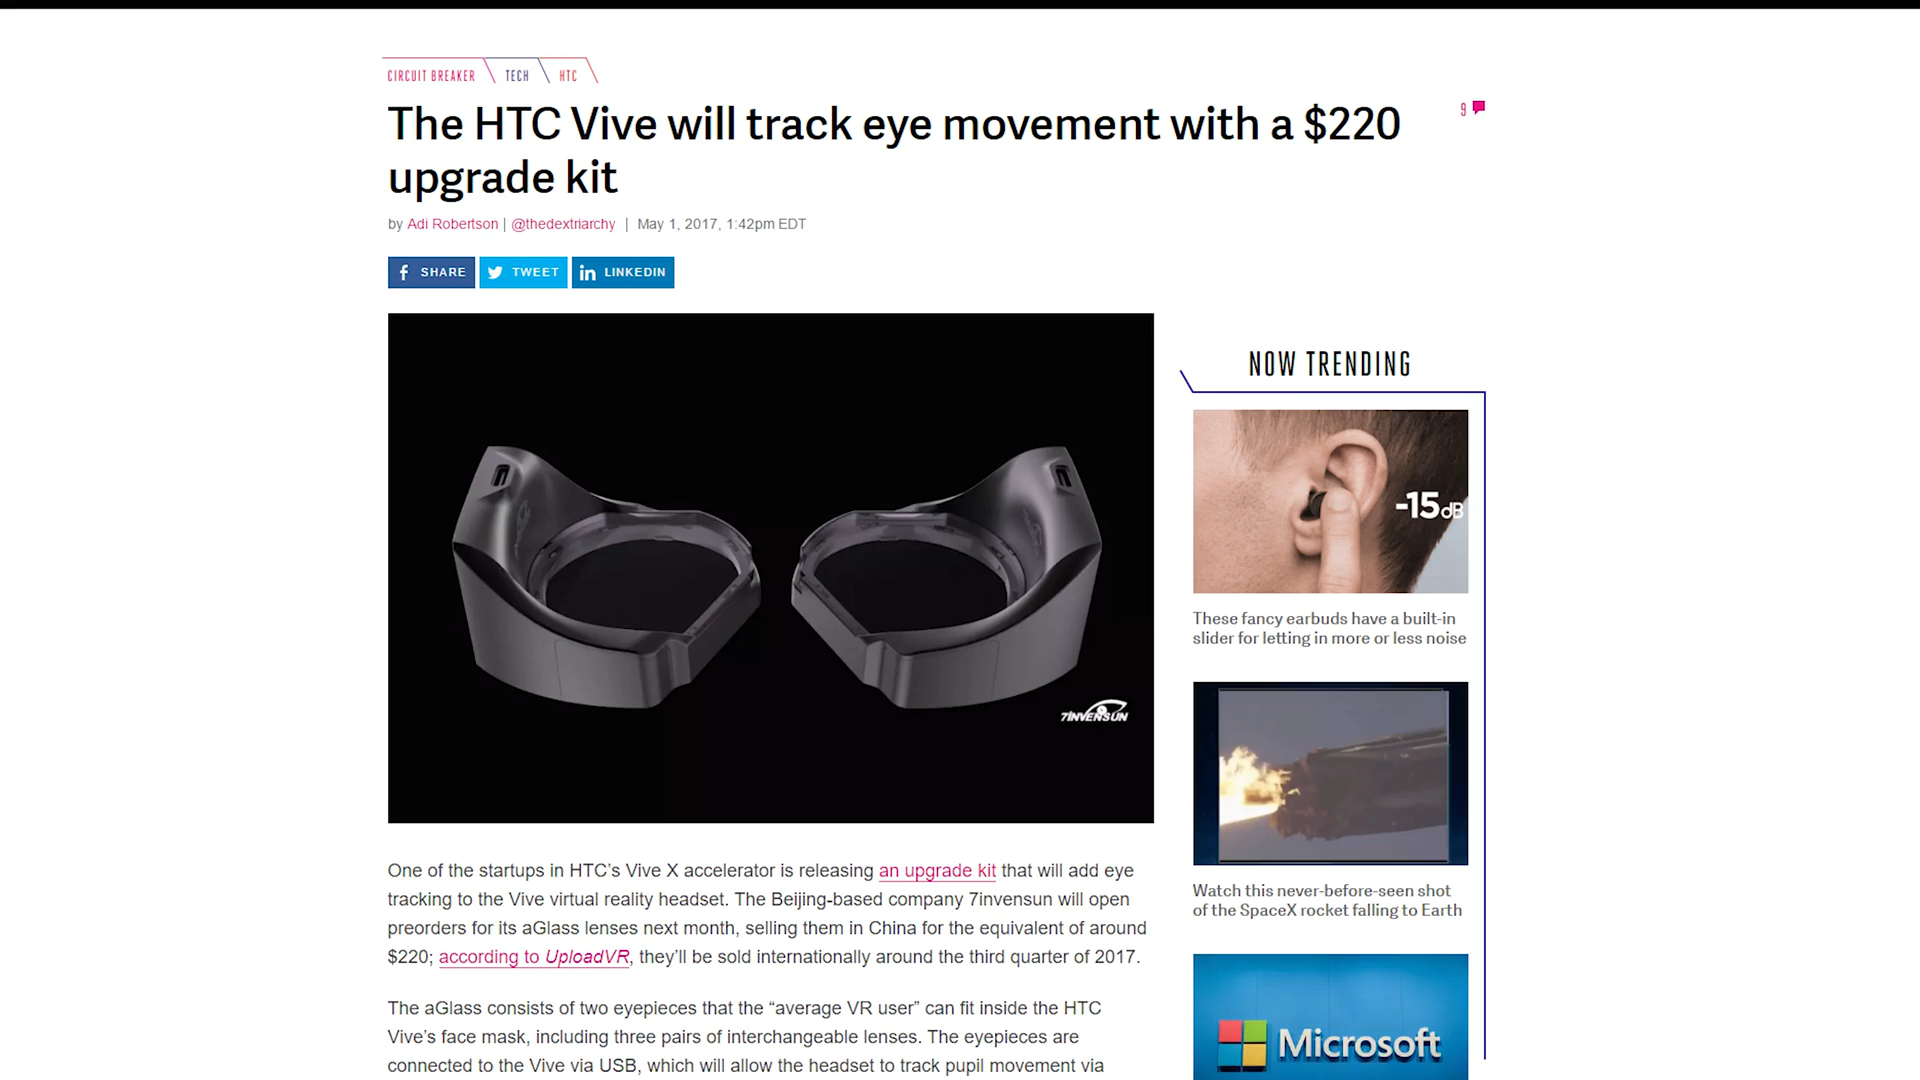 CIRCUIT BREAKER TECH HTC
The HTC Vive will track eye movement with a $220
upgrade kit
9
by Adi Robertson | @thedextriarchy | May 1, 2017, 1:42pm EDT
SHARE TWEET LINKEDIN
7INVENSUN
One of the startups in HTC’s Vive X accelerator is releasing an upgrade kit that will add eye
tracking to the Vive virtual reality headset. The Beijing-based company 7invensun will open
preorders for its aGlass lenses next month, selling them in China for the equivalent of around
$220; according to UploadVR, they’ll be sold internationally around the third quarter of 2017.
The aGlass consists of two eyepieces that the “average VR user” can fit inside the HTC
Vive’s face mask, including three pairs of interchangeable lenses. The eyepieces are
connected to the Vive via USB, which will allow the headset to track pupil movement via
NOW TRENDING
-15dB
These fancy earbuds have a built-in
slider for letting in more or less noise
Watch this never-before-seen shot
of the SpaceX rocket falling to Earth
Microsoft